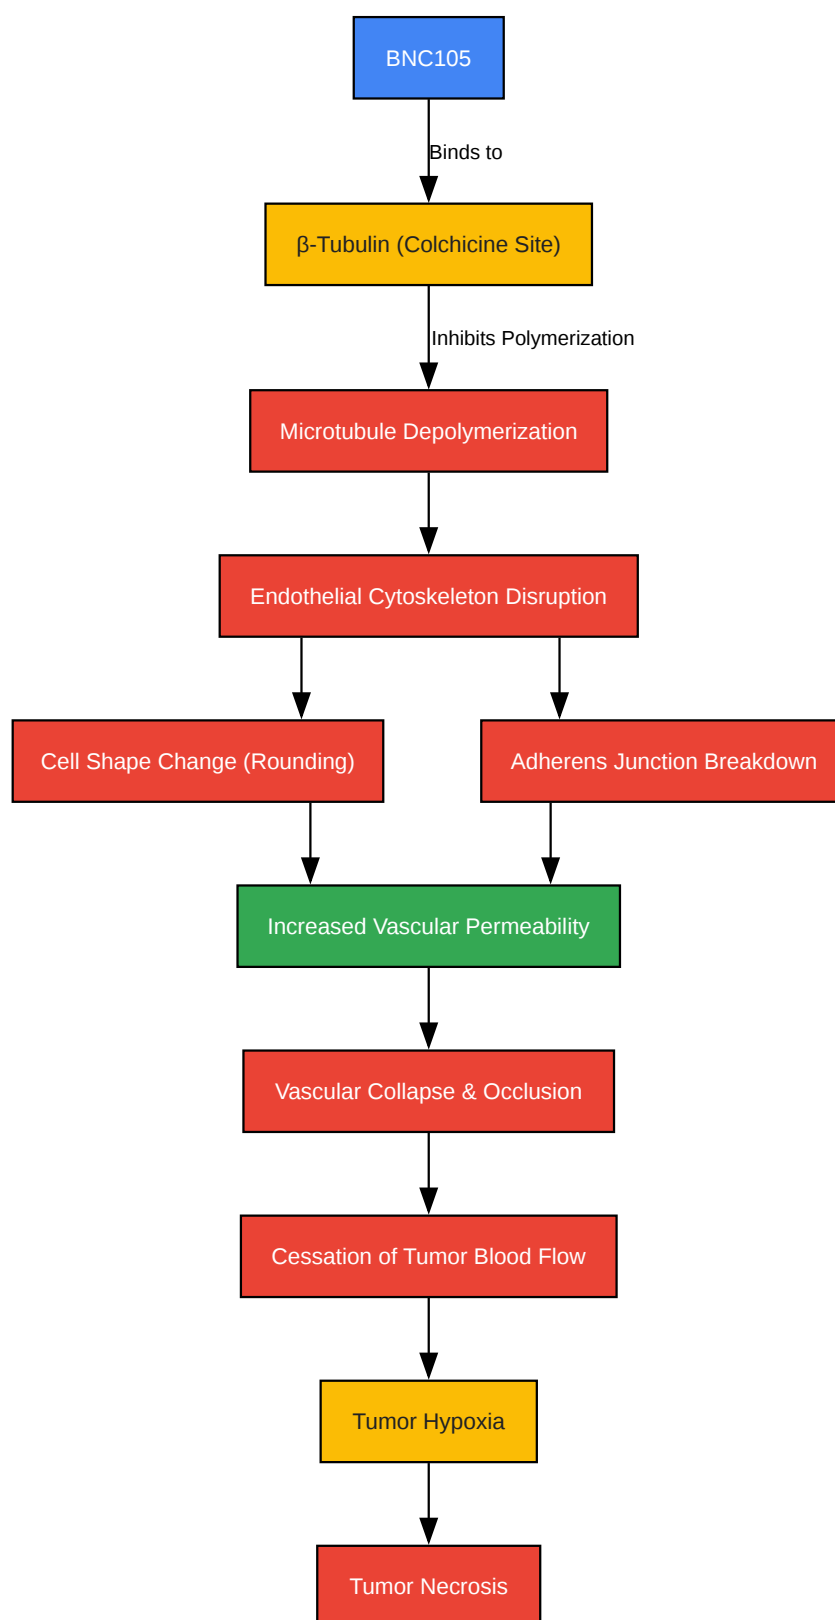 BNC105
Binds to
β-Tubulin (Colchicine Site)
Inhibits Polymerization
Microtubule Depolymerization
Endothelial Cytoskeleton Disruption
Cell Shape Change (Rounding)
Adherens Junction Breakdown
Increased Vascular Permeability
Vascular Collapse & Occlusion
Cessation of Tumor Blood Flow
Tumor Hypoxia
Tumor Necrosis